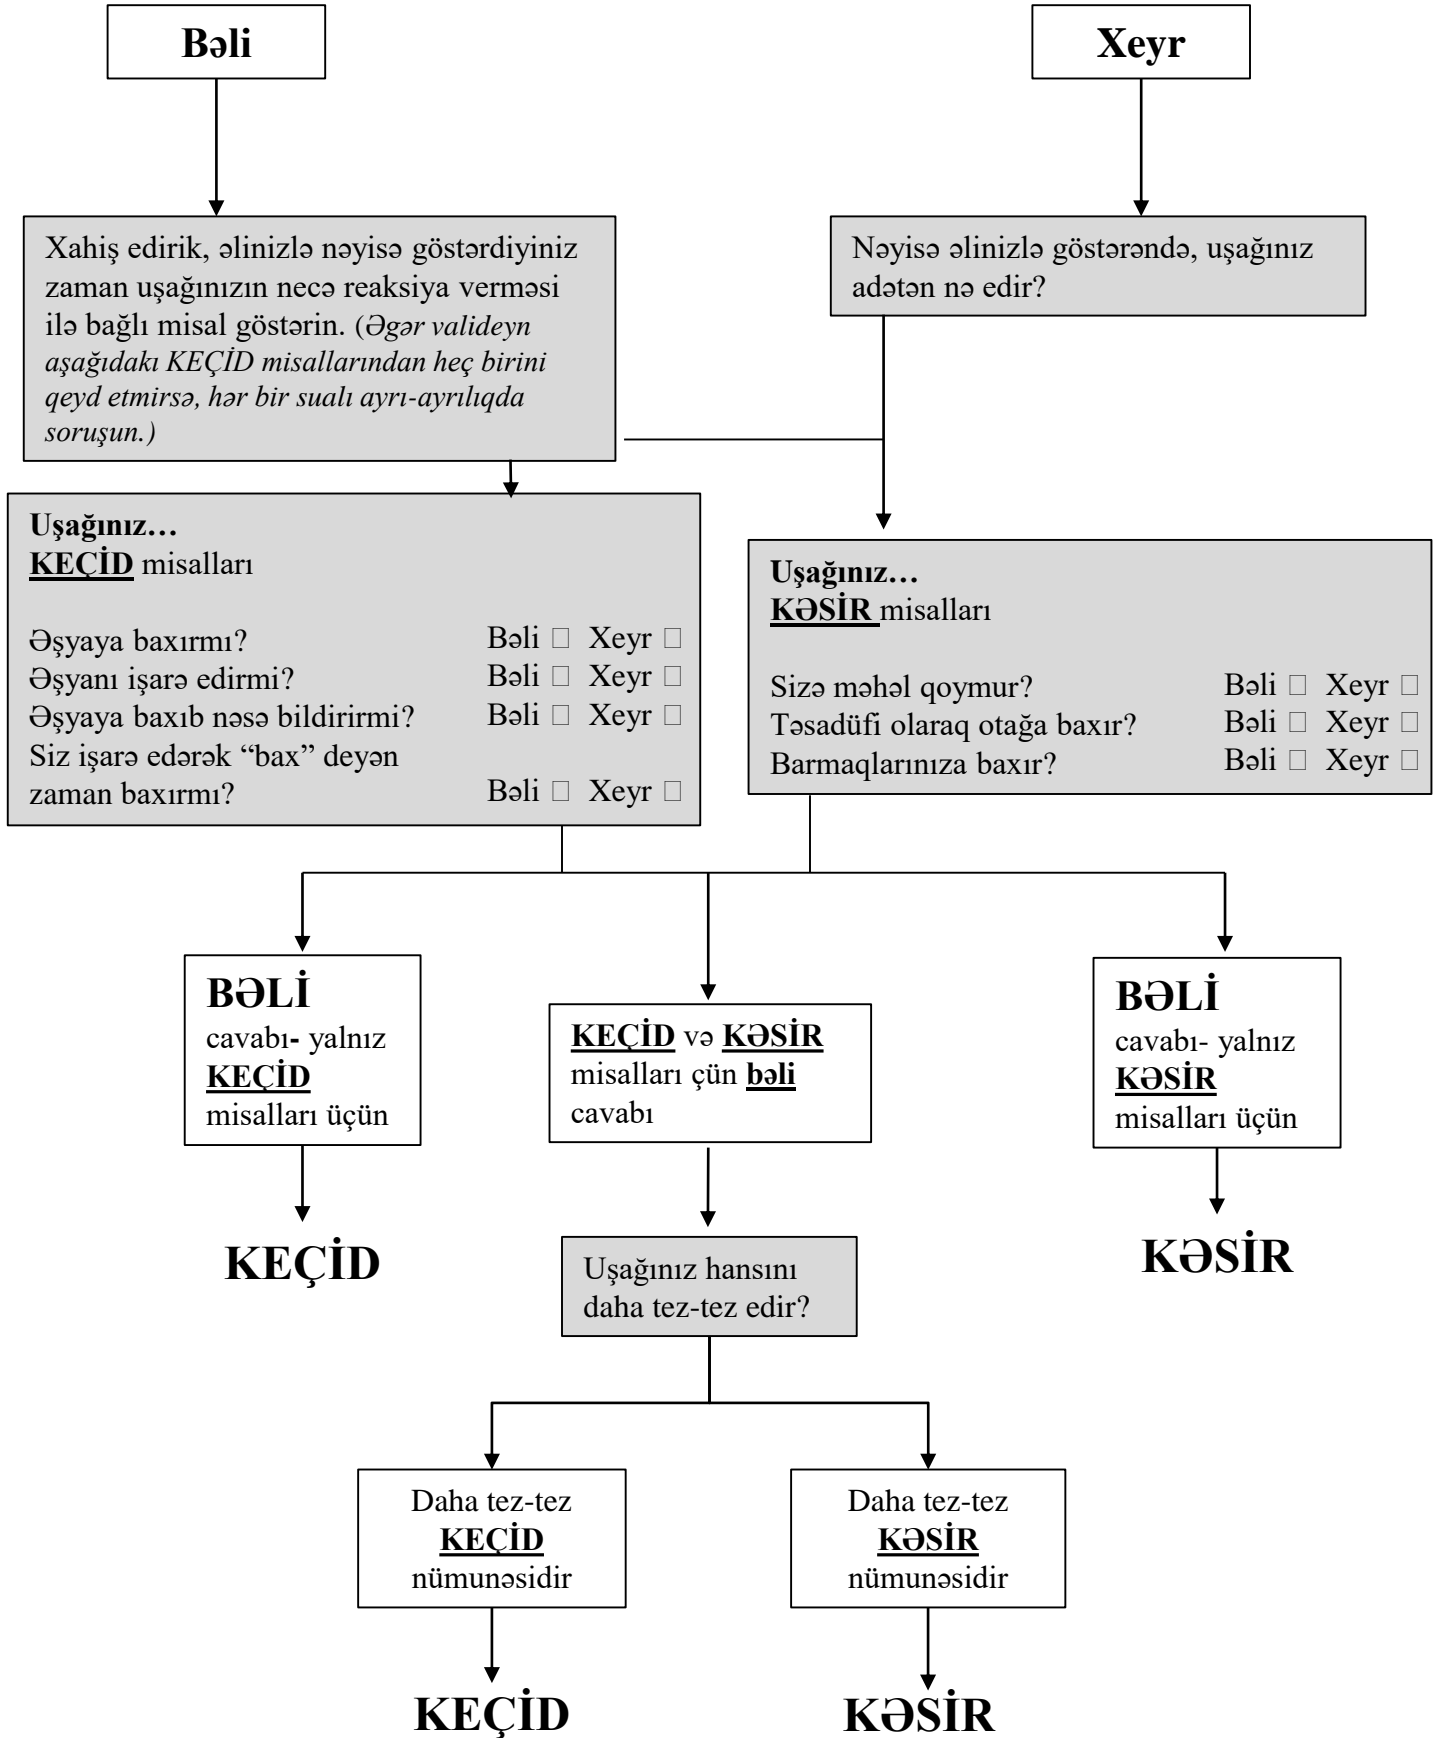 Bəli
Xeyr
Xahiş edirik, əlinizlə nəyisə göstərdiyiniz
zaman uşağınızın necə reaksiya verməsi
ilə bağlı misal göstərin. (Əgər valideyn
aşağıdakı KEÇİD misallarından heç birini
qeyd etmirsə, hər bir sualı ayrı-ayrılıqda
soruşun.)
Nəyisə əlinizlə göstərəndə, uşağınız
adətən nə edir?
Uşağınız…
KEÇİD misalları
Əşyaya baxırmı? Bəli □ Xeyr □
Əşyanı işarə edirmi? Bəli □ Xeyr □
Əşyaya baxıb nəsə bildirirmi? Bəli □ Xeyr □
Siz işarə edərək “bax” deyən
zaman baxırmı? Bəli □ Xeyr □
Uşağınız…
KƏSİR misalları
Sizə məhəl qoymur? Bəli □ Xeyr □
Təsadüfi olaraq otağa baxır? Bəli □ Xeyr □
Barmaqlarınıza baxır? Bəli □ Xeyr □
BƏLİ
cavabı- yalnız
KEÇİD
misalları üçün
KEÇİD və KƏSİR
misalları çün bəli
cavabı
BƏLİ
cavabı- yalnız
KƏSİR
misalları üçün
KEÇİD
Uşağınız hansını
daha tez-tez edir?
KƏSİR
Daha tez-tez
KEÇİD
nümunəsidir
Daha tez-tez
KƏSİR
nümunəsidir
KEÇİD
KƏSİR